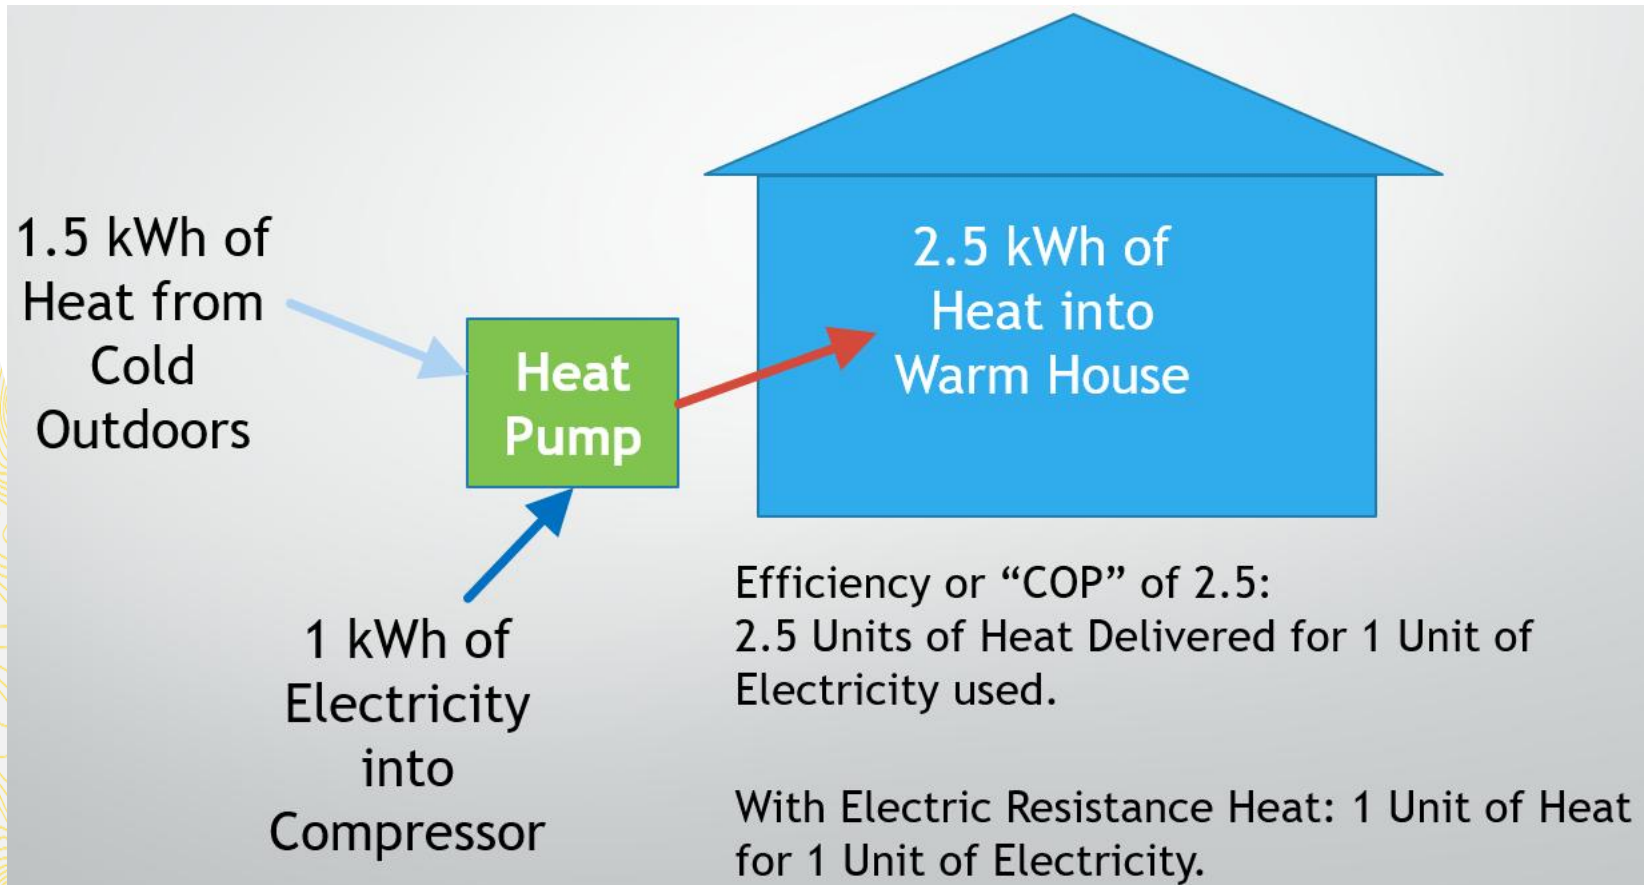 1.5 kWh of
Heat from
Cold
Outdoors
Heat
Pump
2.5 kWh of
Heat into
Warm House
1 kWh of
Electricity
into
Compressor
Efficiency or “COP” of 2.5:
2.5 Units of Heat Delivered for 1 Unit of
Electricity used.
With Electric Resistance Heat: 1 Unit of Heat
for 1 Unit of Electricity.